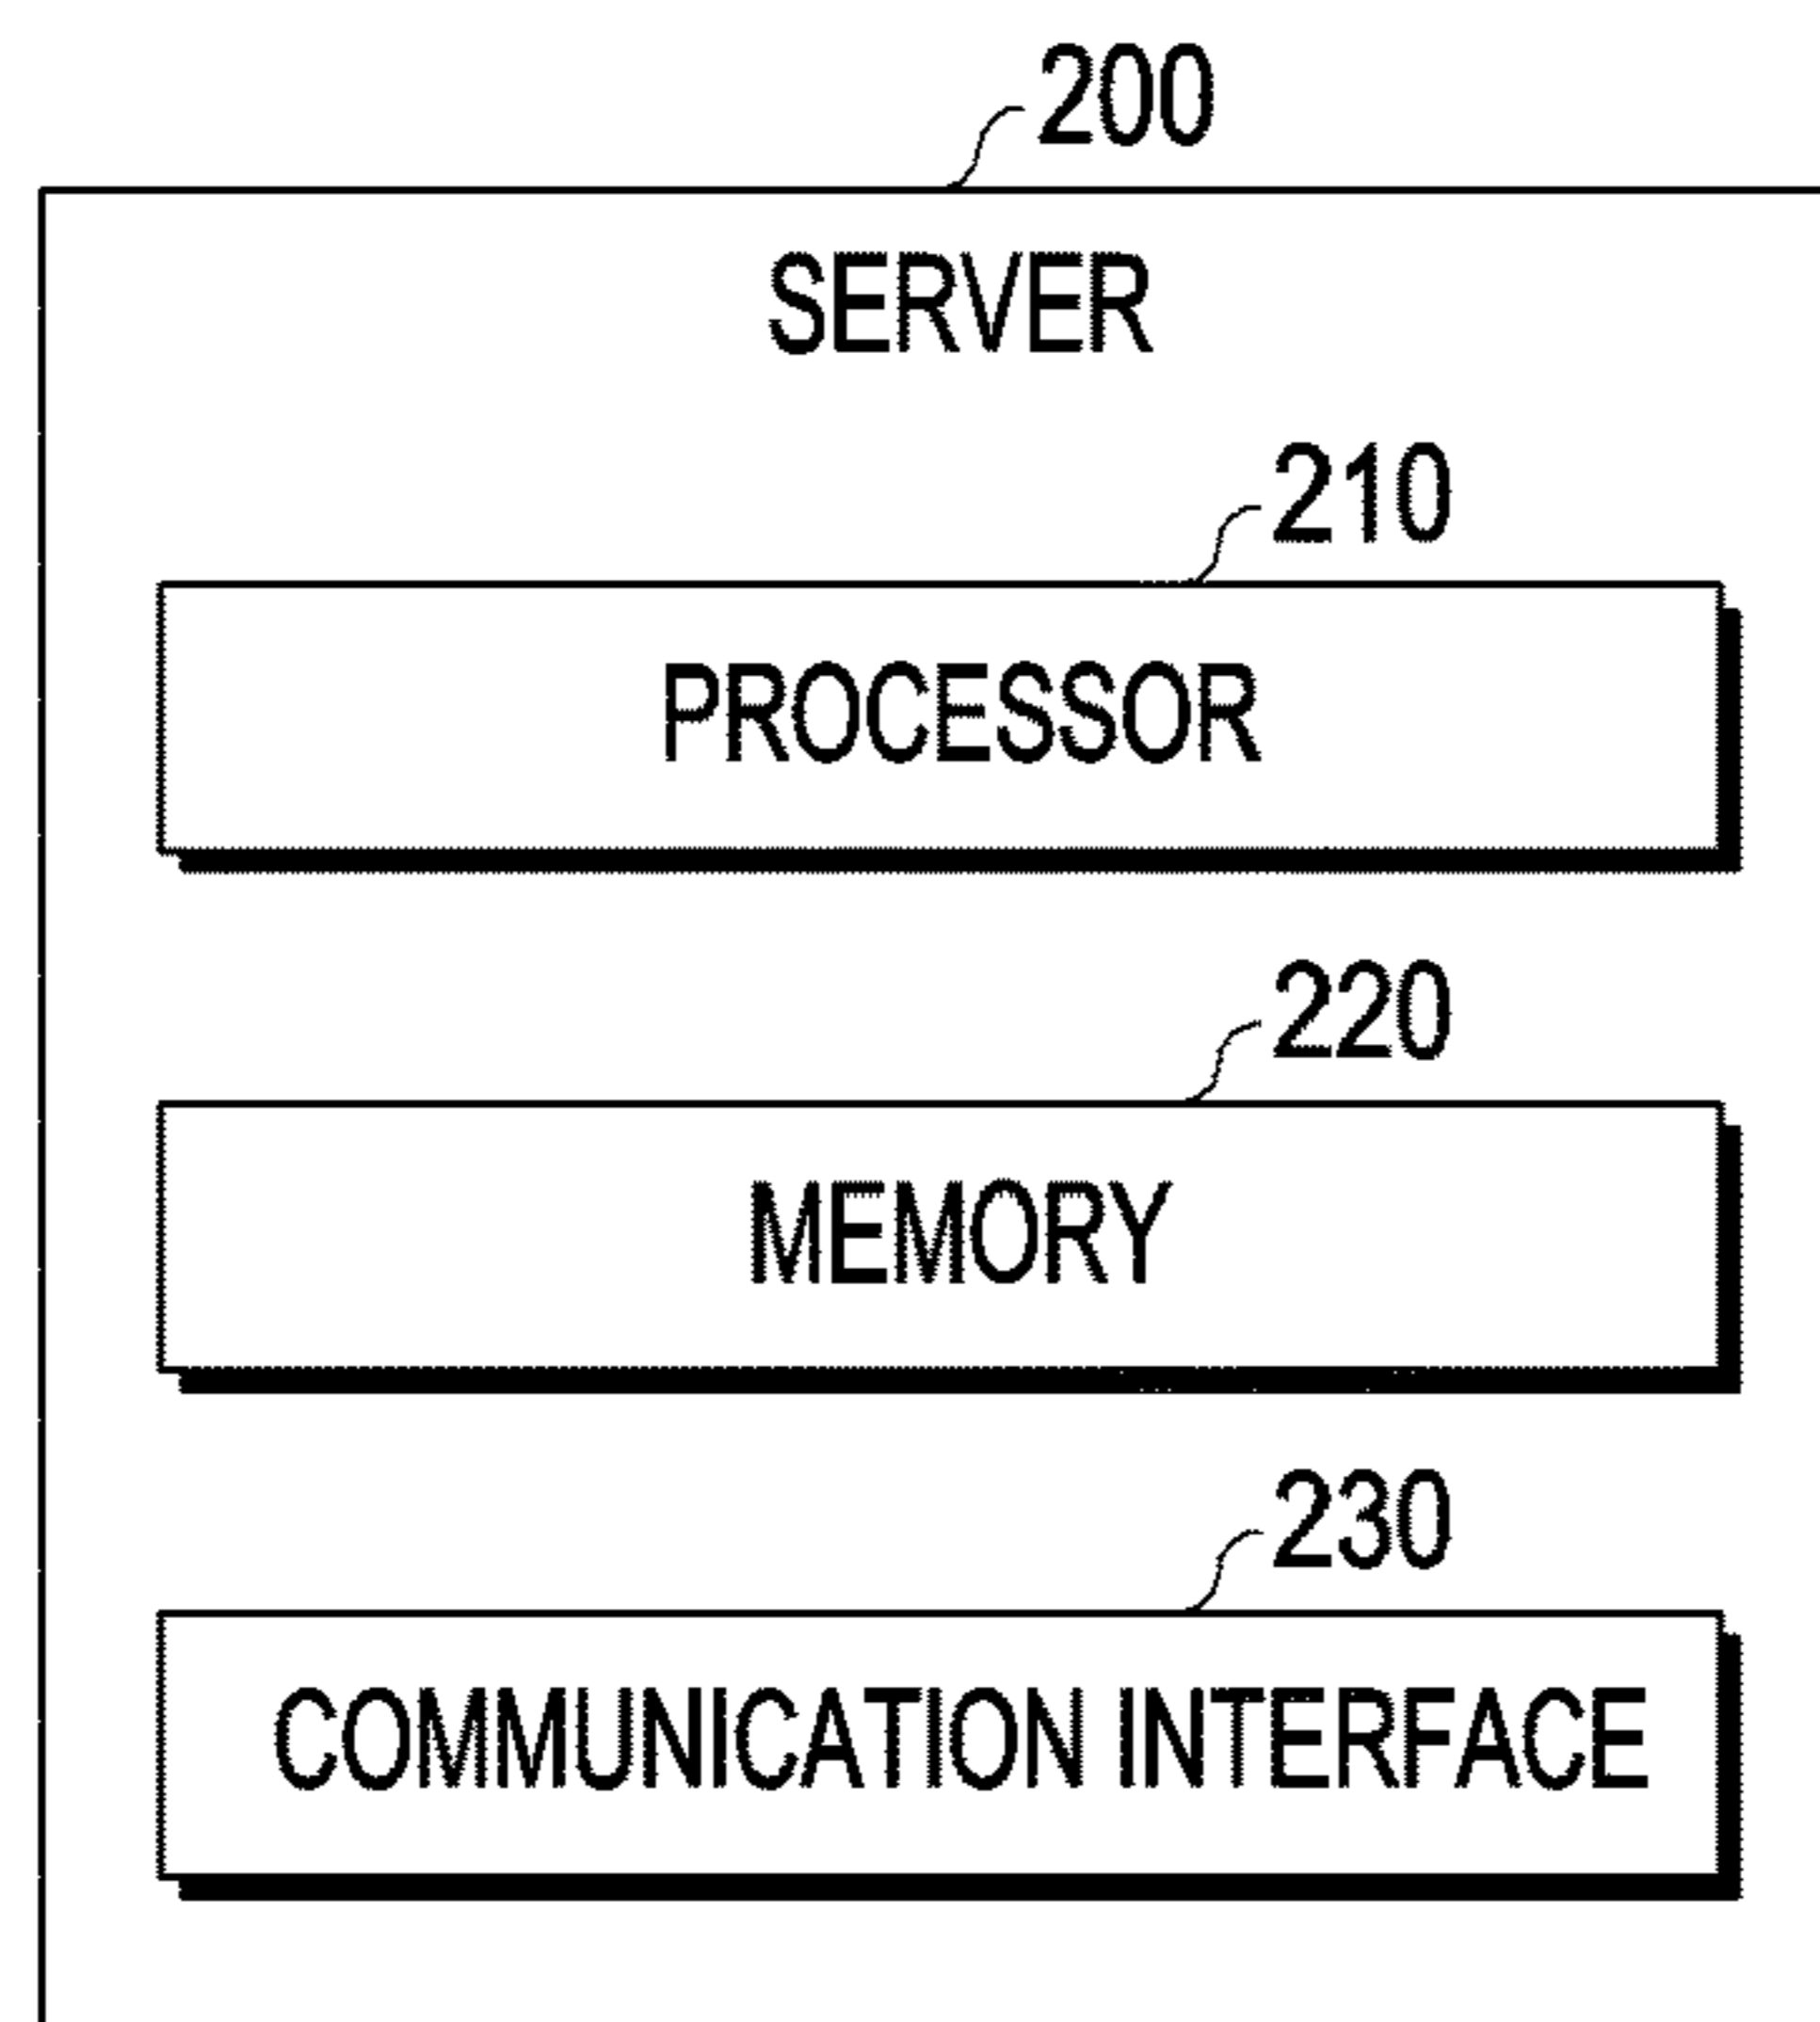 200
SERVER
210
PROCESSOR
220
MEMORY
230
COMMUNICATION INTERFACE